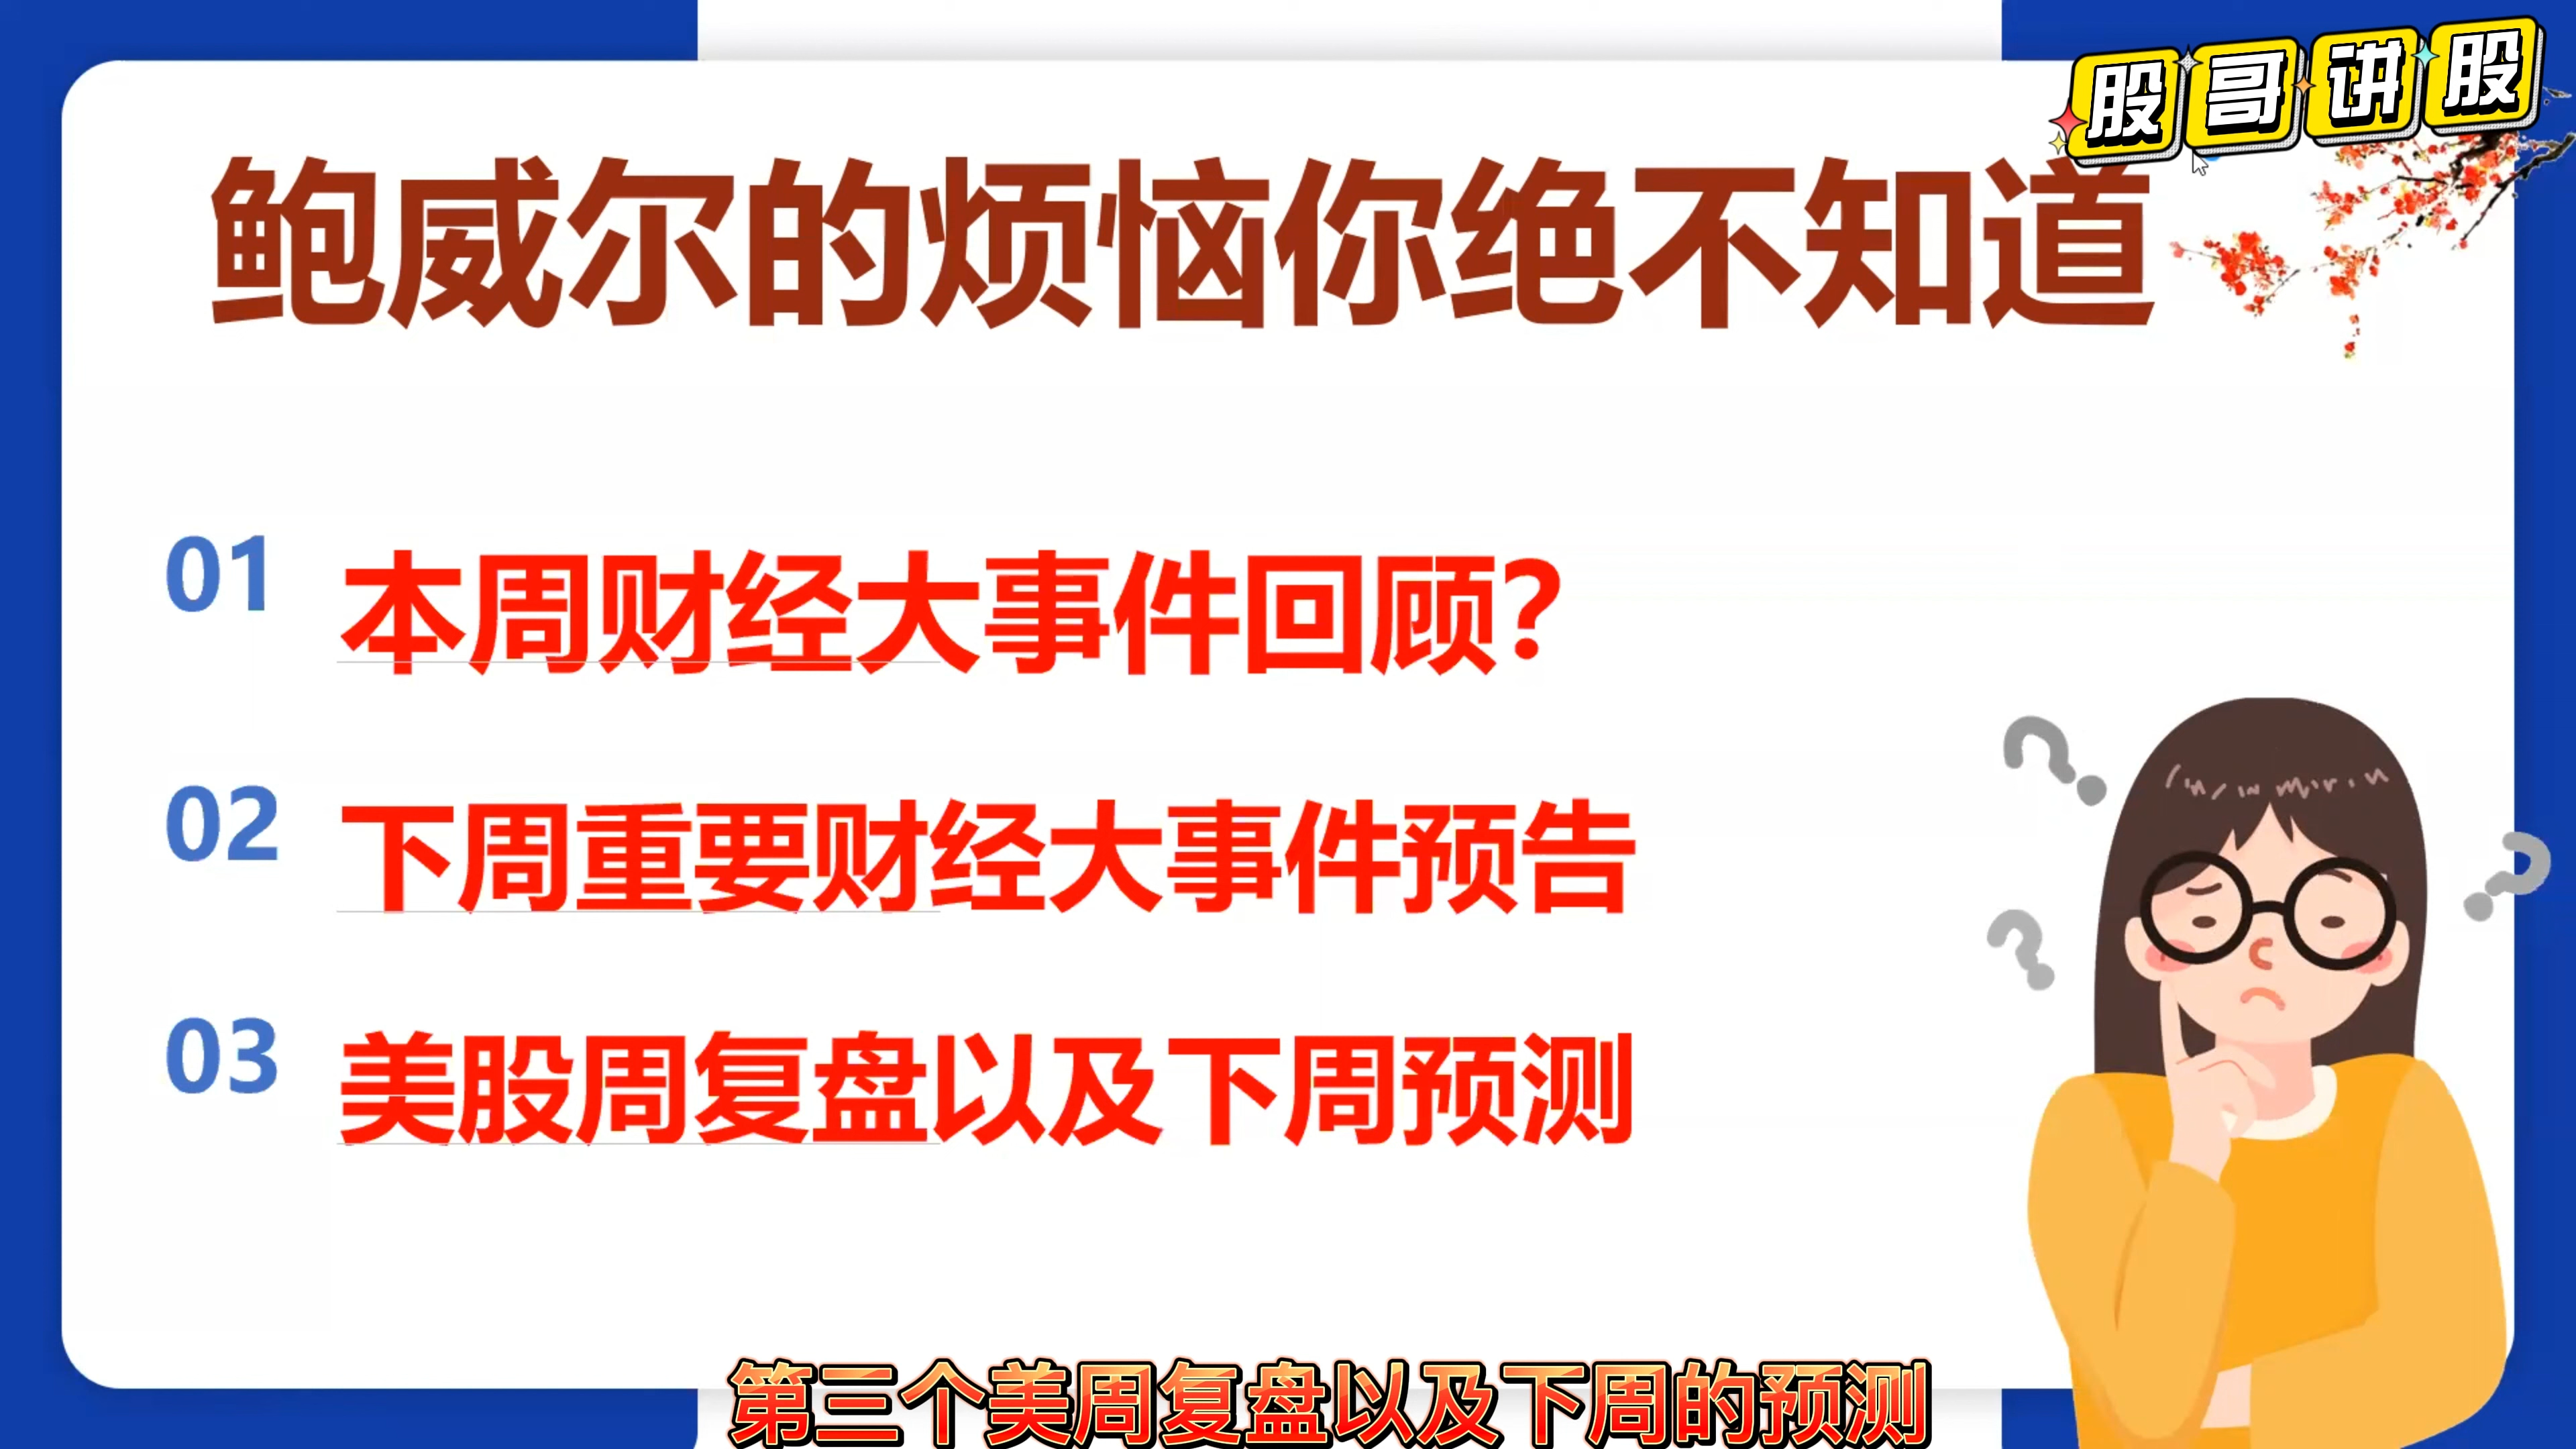 股哥讲股
鲍威尔的烦恼你绝不知道
01 本周财经大事件回顾?
02 下周重要财经大事件预告
03 美股周复盘以及下周预测
第三个美周复盘以及下周的预测